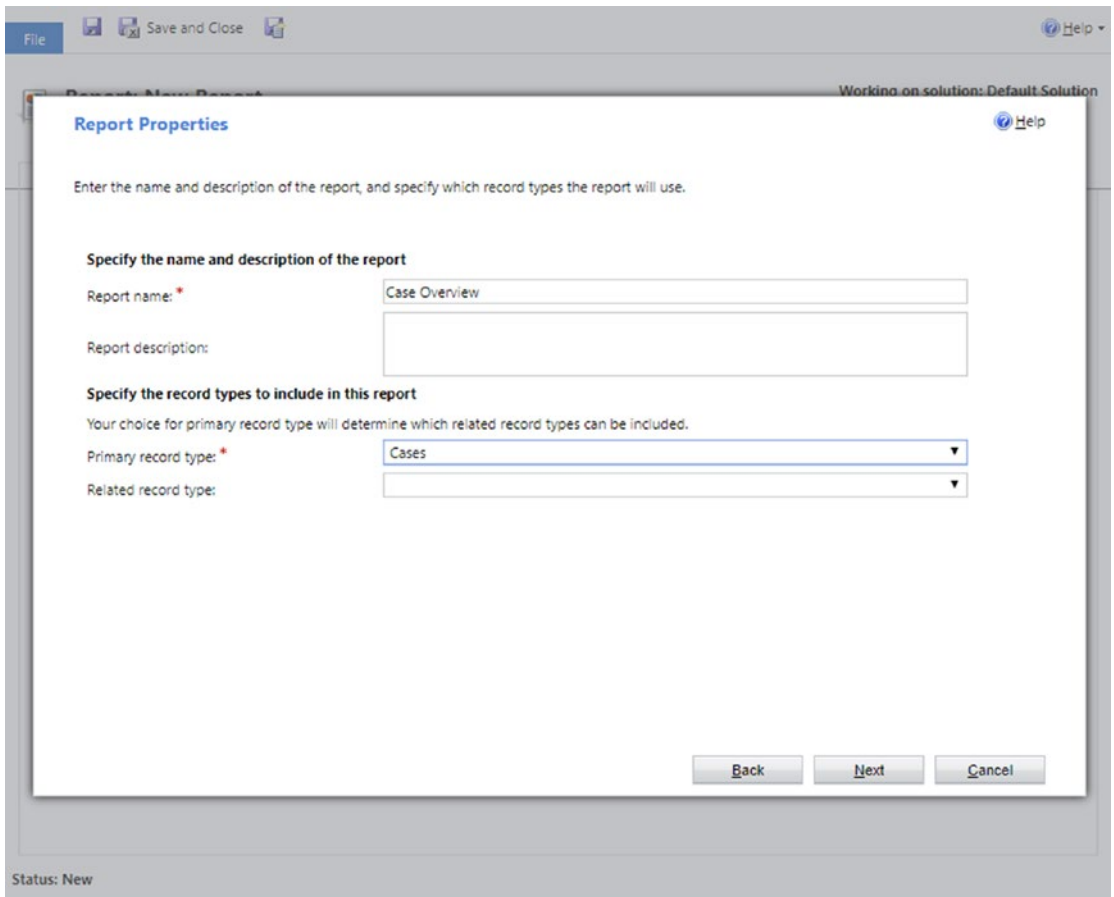 File
Save and Close
Help
Report: New Report
Working on solution: Default Solution
Report Properties
Help
Enter the name and description of the report, and specify which record types the report will use.
Specify the name and description of the report
Report name: *
Case Overview
Report description:
Specify the record types to include in this report
Your choice for primary record type will determine which related record types can be included.
Primary record type: *
Cases
Related record type:
Back
Next
Cancel
Status: New